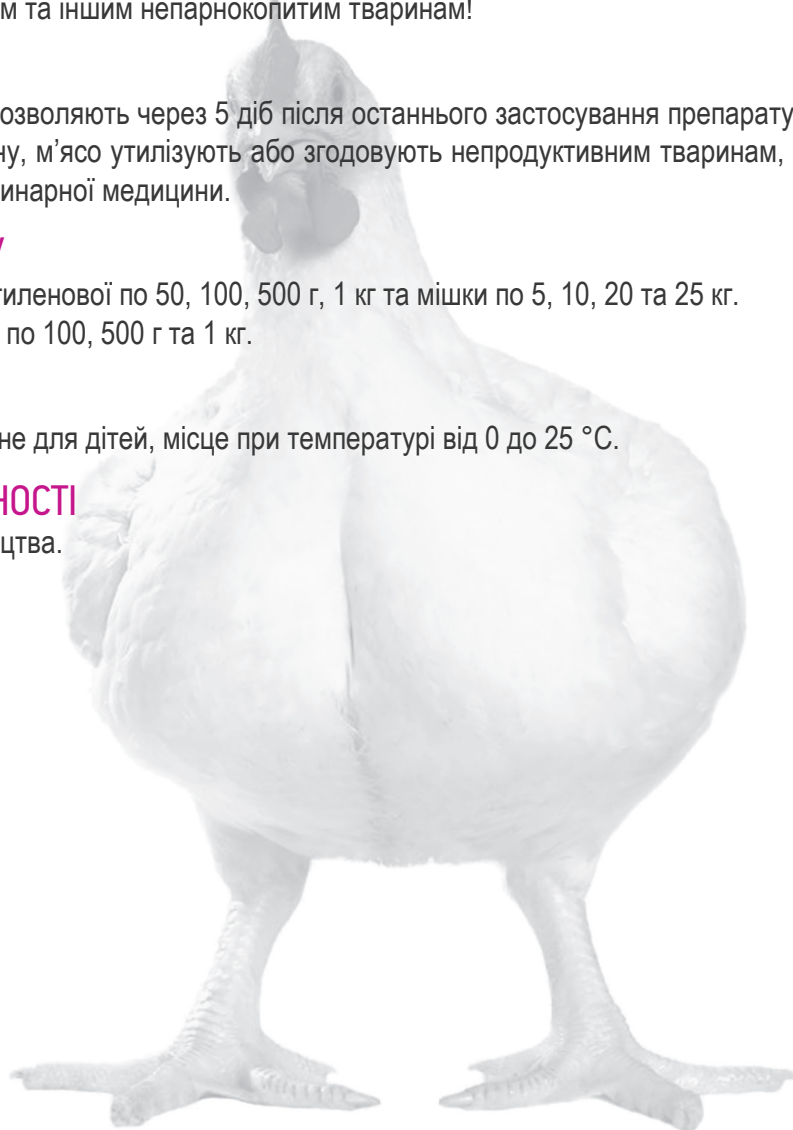 м та іншим непарнокопитим тваринам!
озволяють через 5 діб після останнього застосування препарату
ну, м’ясо утилізують або згодовують непродуктивним тваринам,
инарної медицини.
У
тиленової по 50, 100, 500 г, 1 кг та мішки по 5, 10, 20 та 25 кг.
по 100, 500 г та 1 кг.
не для дітей, місце при температурі від 0 до 25 °С.
НОСТІ
цтва.